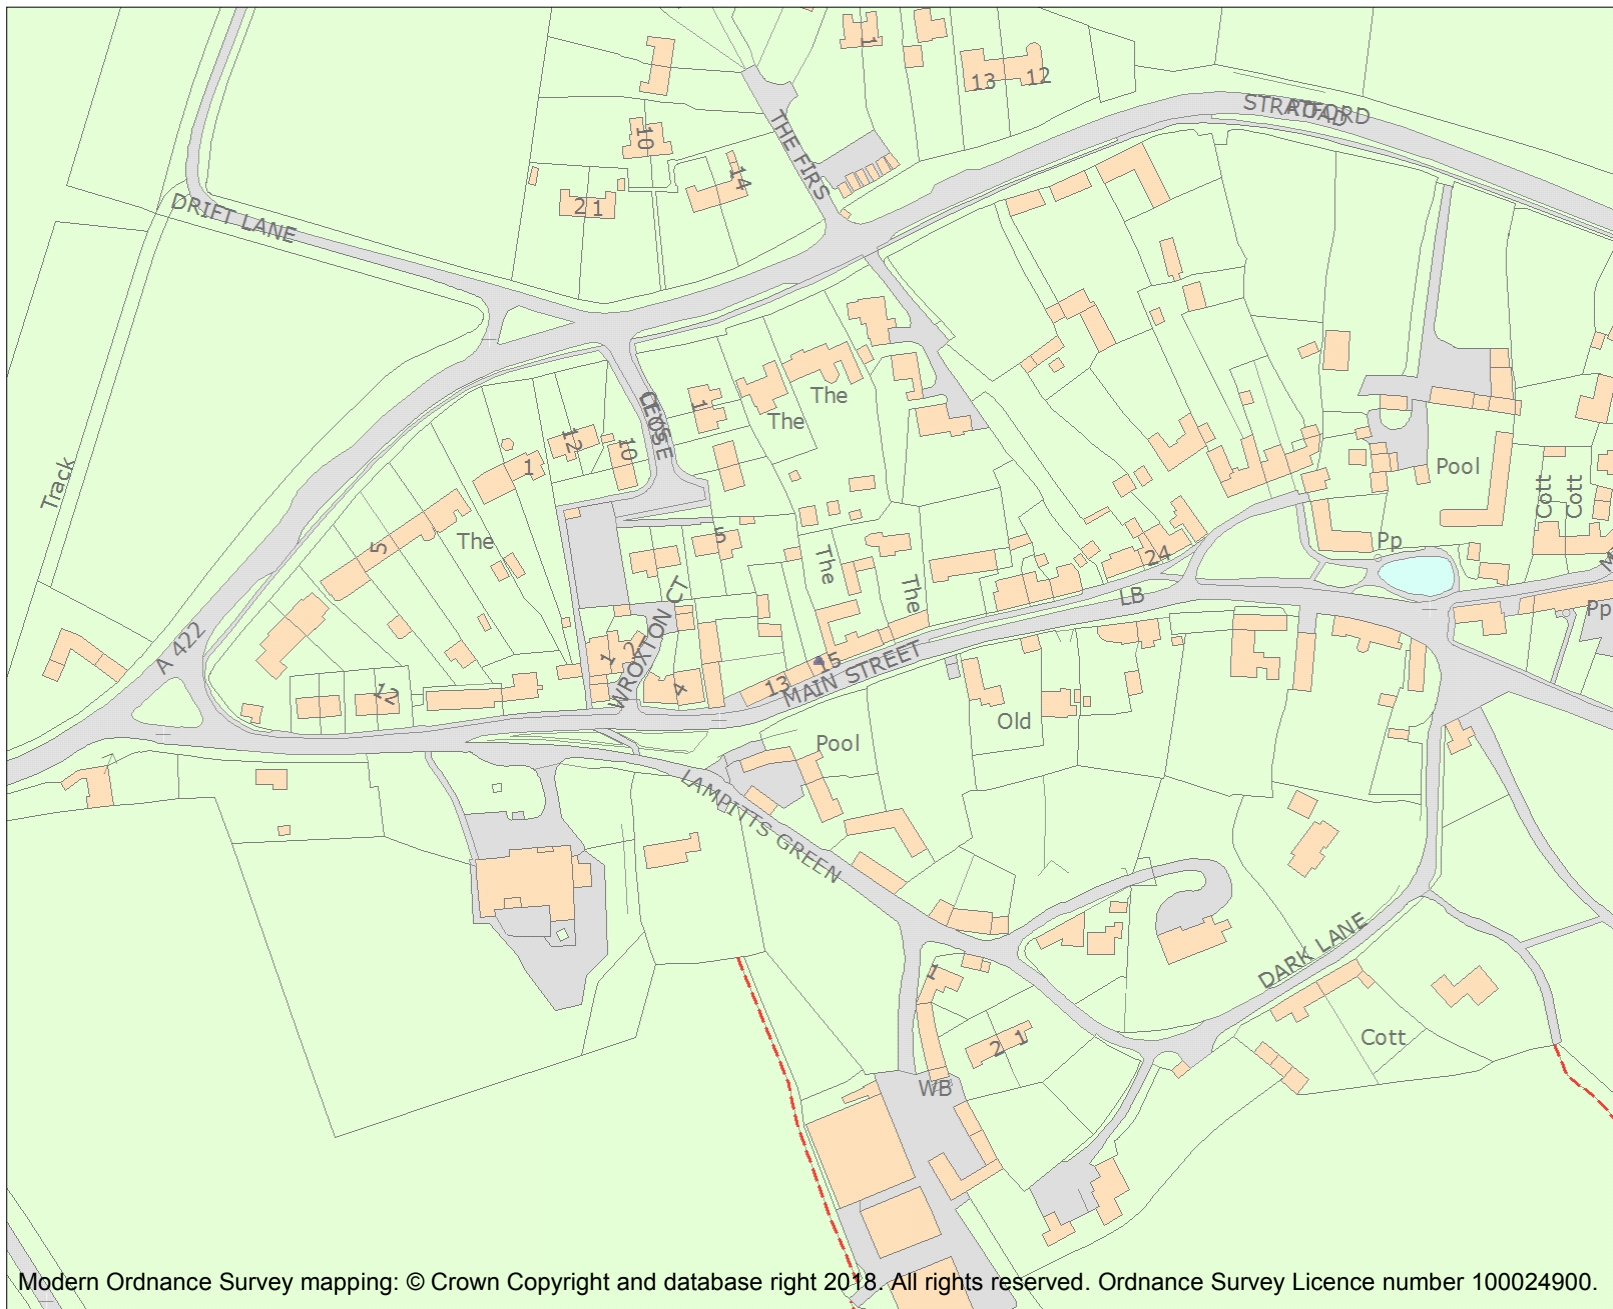 1
13
12
STRATFORD
ROAD
THE FIRS
10
14
2 1
DRIFT LANE
LEYS
CLOSE
1
The
The
12
10
1
Track
Pool
Cott
Cott
5
The
5
Pp
24
The
The
LB
Pp
A 422
WROXTON CT
1
2
15
13
MAIN STREET
12
4
Old
Pool
LAMPITTS GREEN
DARK LANE
1
2 1
Cott
WB
Modern Ordnance Survey mapping: © Crown Copyright and database right 2018. All rights reserved. Ordnance Survey Licence number 100024900.